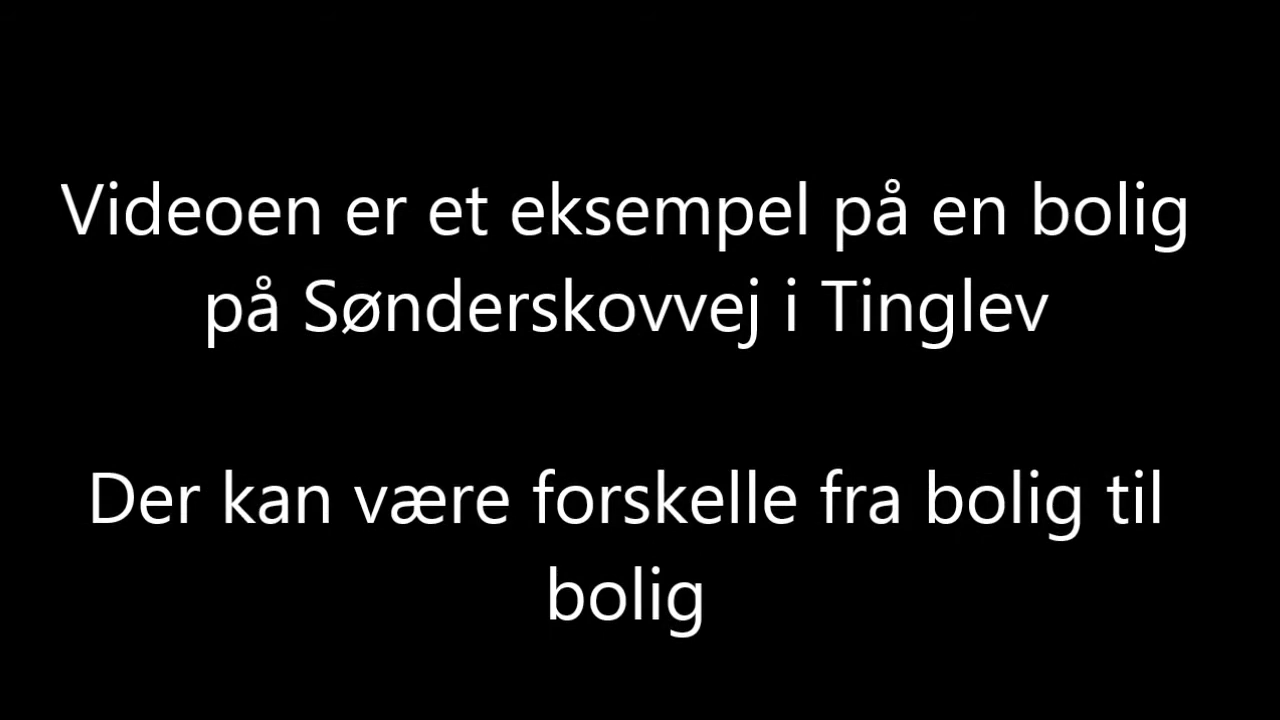 Videoen er et eksempel på en bolig
på Sønderskovvej i Tinglev
Der kan være forskelle fra bolig til
bolig